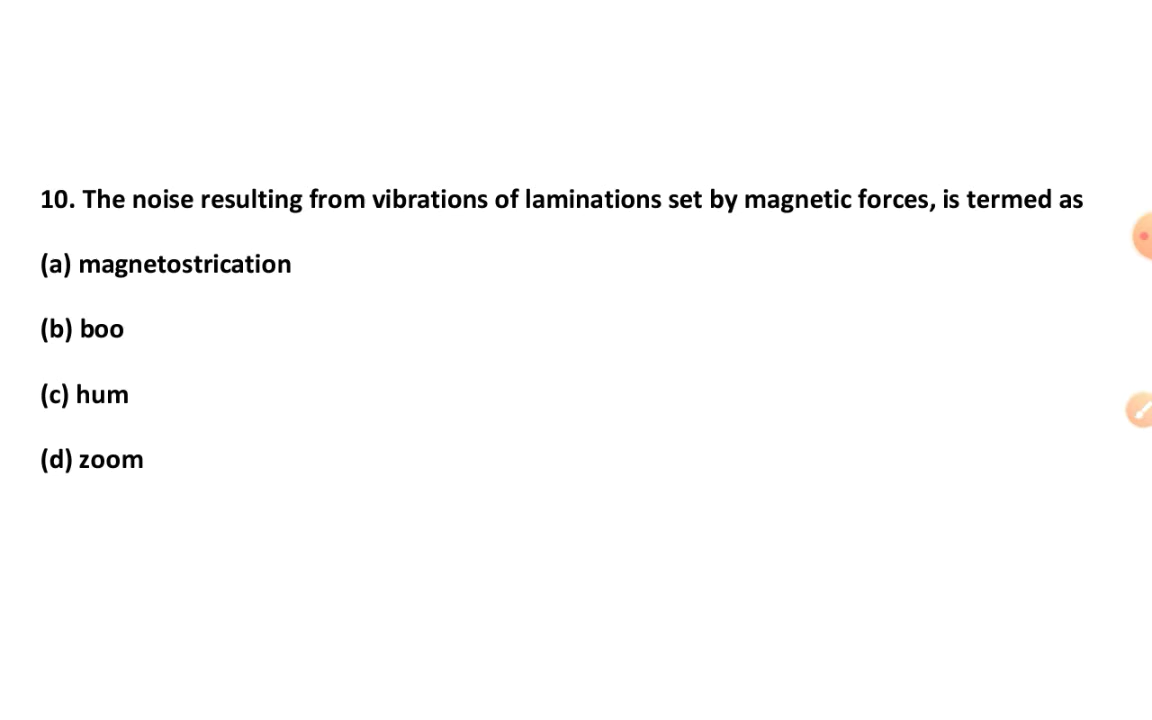 10. The noise resulting from vibrations of laminations set by magnetic forces, is termed as
(a) magnetostrication
(b) boo
(c) hum
(d) zoom